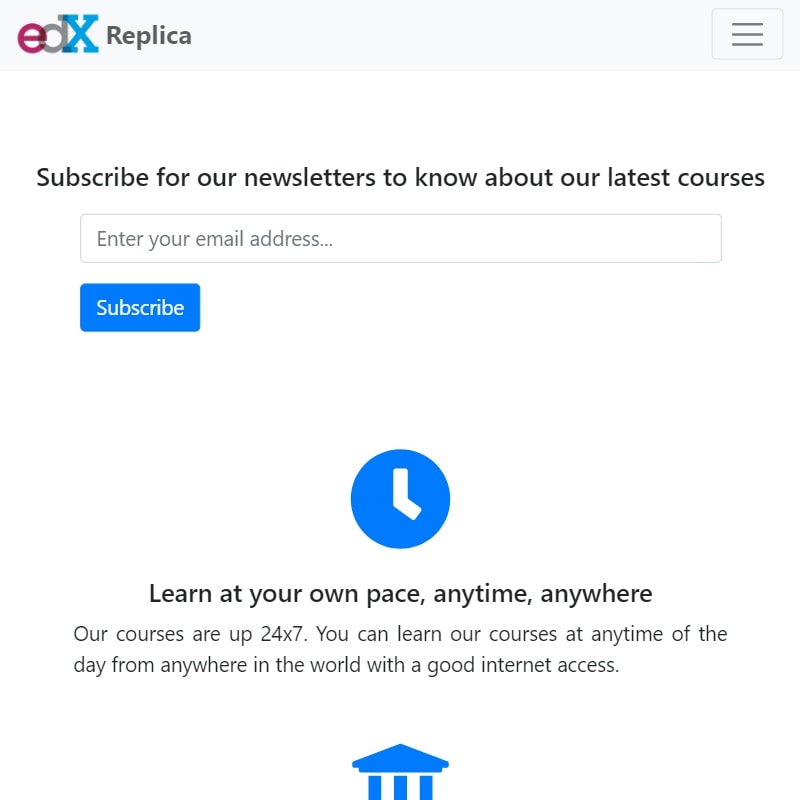 edX Replica
Subscribe for our newsletters to know about our latest courses
Enter your email address...
Subscribe
Learn at your own pace, anytime, anywhere
Our courses are up 24x7. You can learn our courses at anytime of the
day from anywhere in the world with a good internet access.